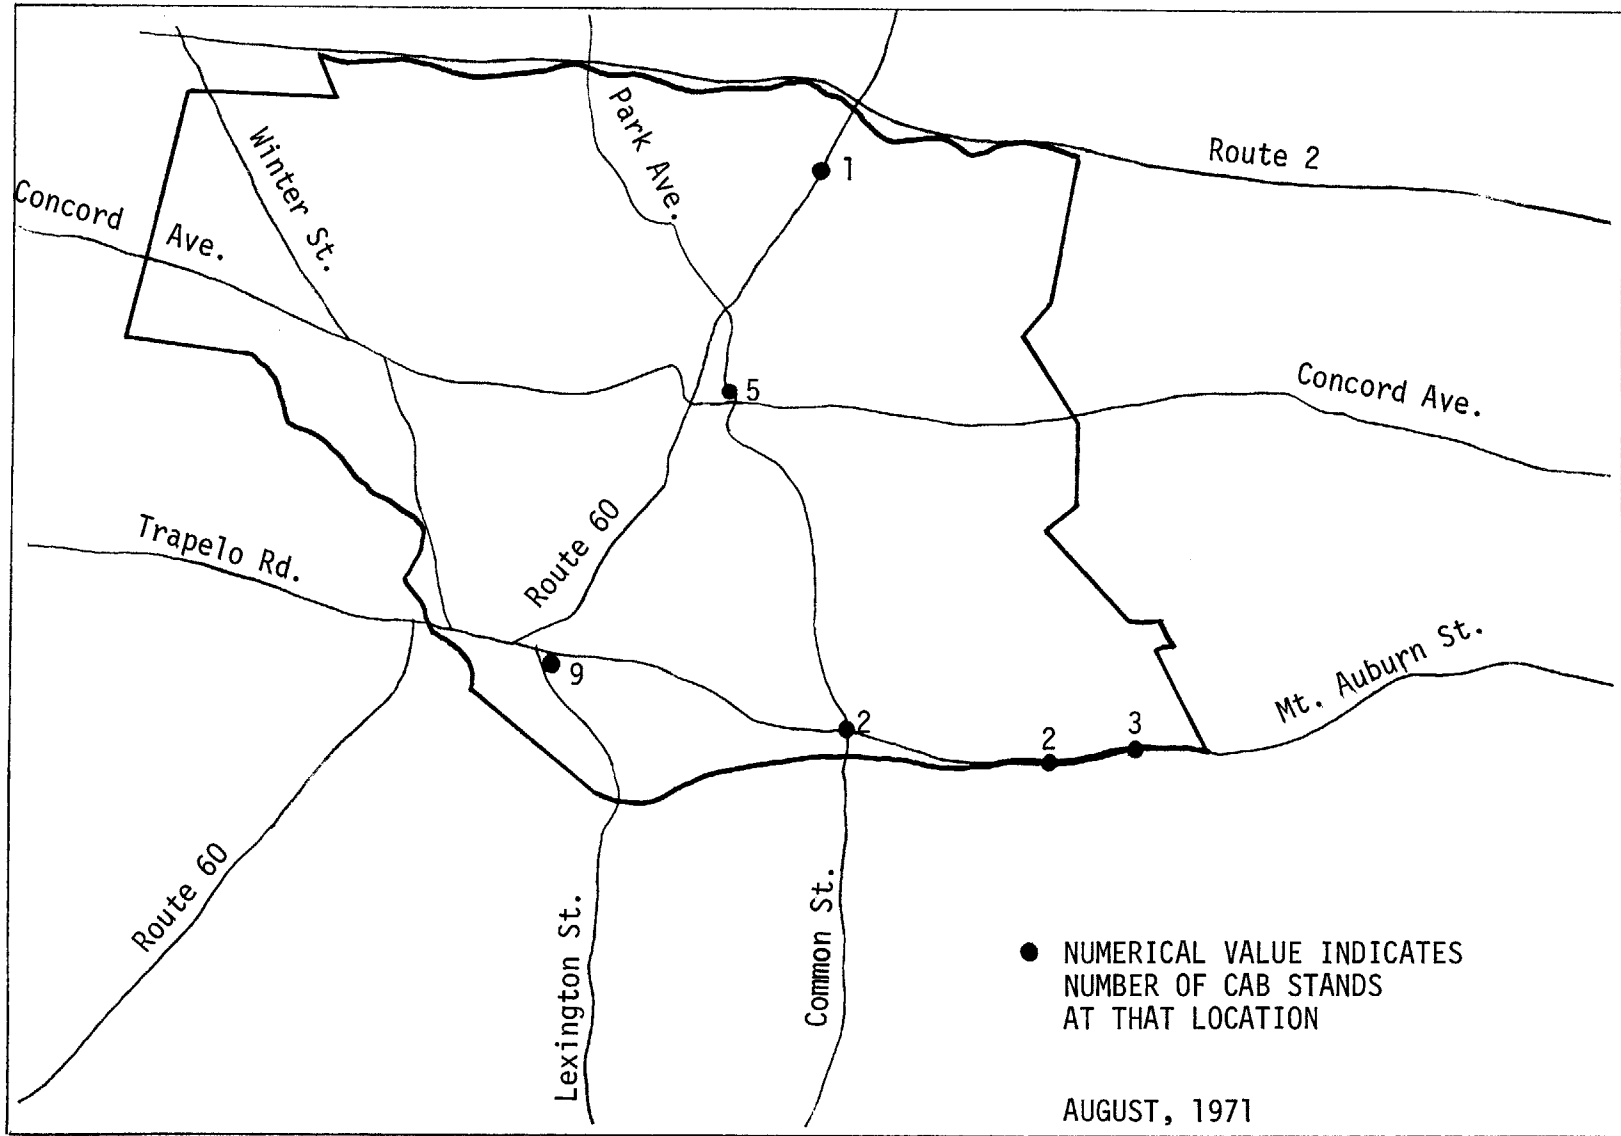 Route 2
Park Ave.
Winter St.
1
Concord Ave.
5
Concord Ave.
Route 60
Trapelo Rd.
9
2
2
3
Mt. Auburn St.
Route 60
Lexington St.
Common St.
NUMERICAL VALUE INDICATES
NUMBER OF CAB STANDS
AT THAT LOCATION
AUGUST, 1971